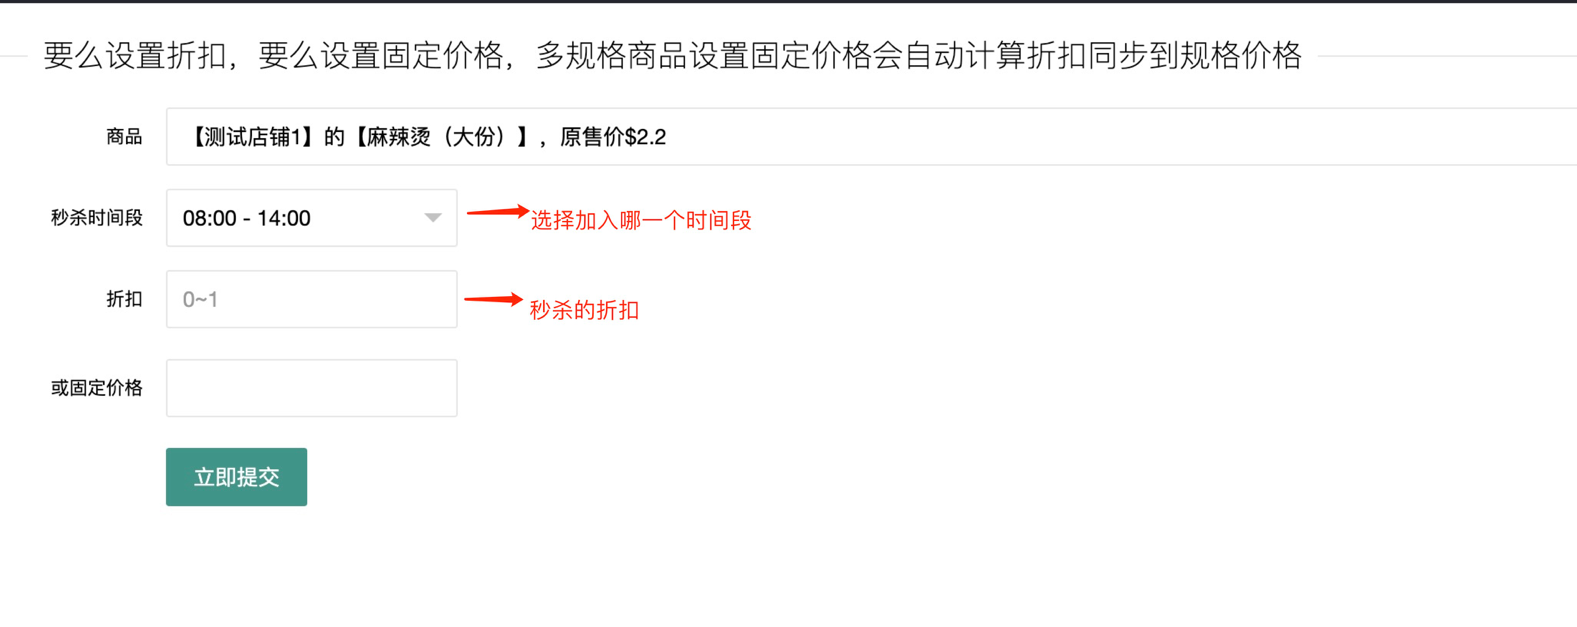 要么设置折扣，要么设置固定价格，多规格商品设置固定价格会自动计算折扣同步到规格价格
商品 【测试店铺1】的【麻辣烫（大份）】，原售价$2.2
秒杀时间段 08:00 - 14:00 选择加入哪一个时间段
折扣 0~1 秒杀的折扣
或固定价格
立即提交